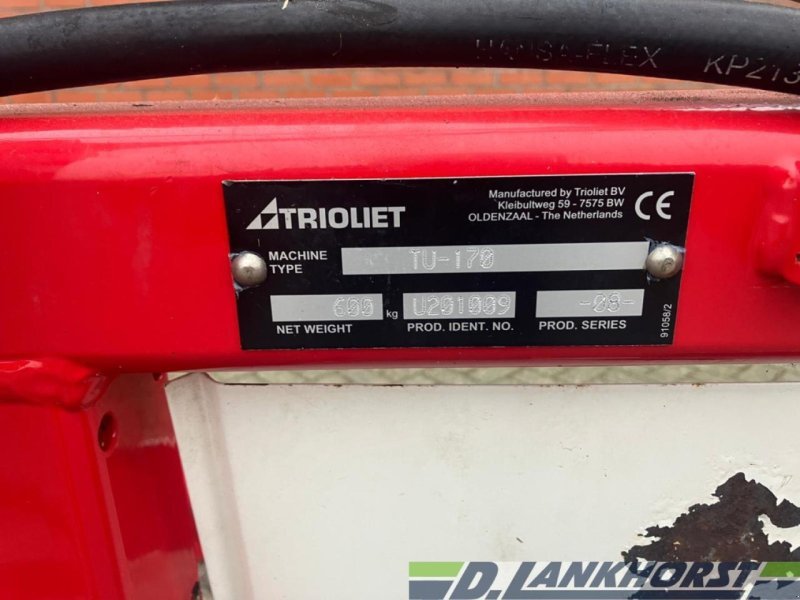 HANSA-FLEX KP213
TRIOLIET
Manufactured by Trioliet BV
Kleibultweg 59 - 7575 BW
OLDENZAAL - The Netherlands
CE
MACHINE TYPE
TU-170
600 kg
U201009
-08-
NET WEIGHT
PROD. IDENT. NO.
PROD. SERIES
91058/2
D.LANKHORST